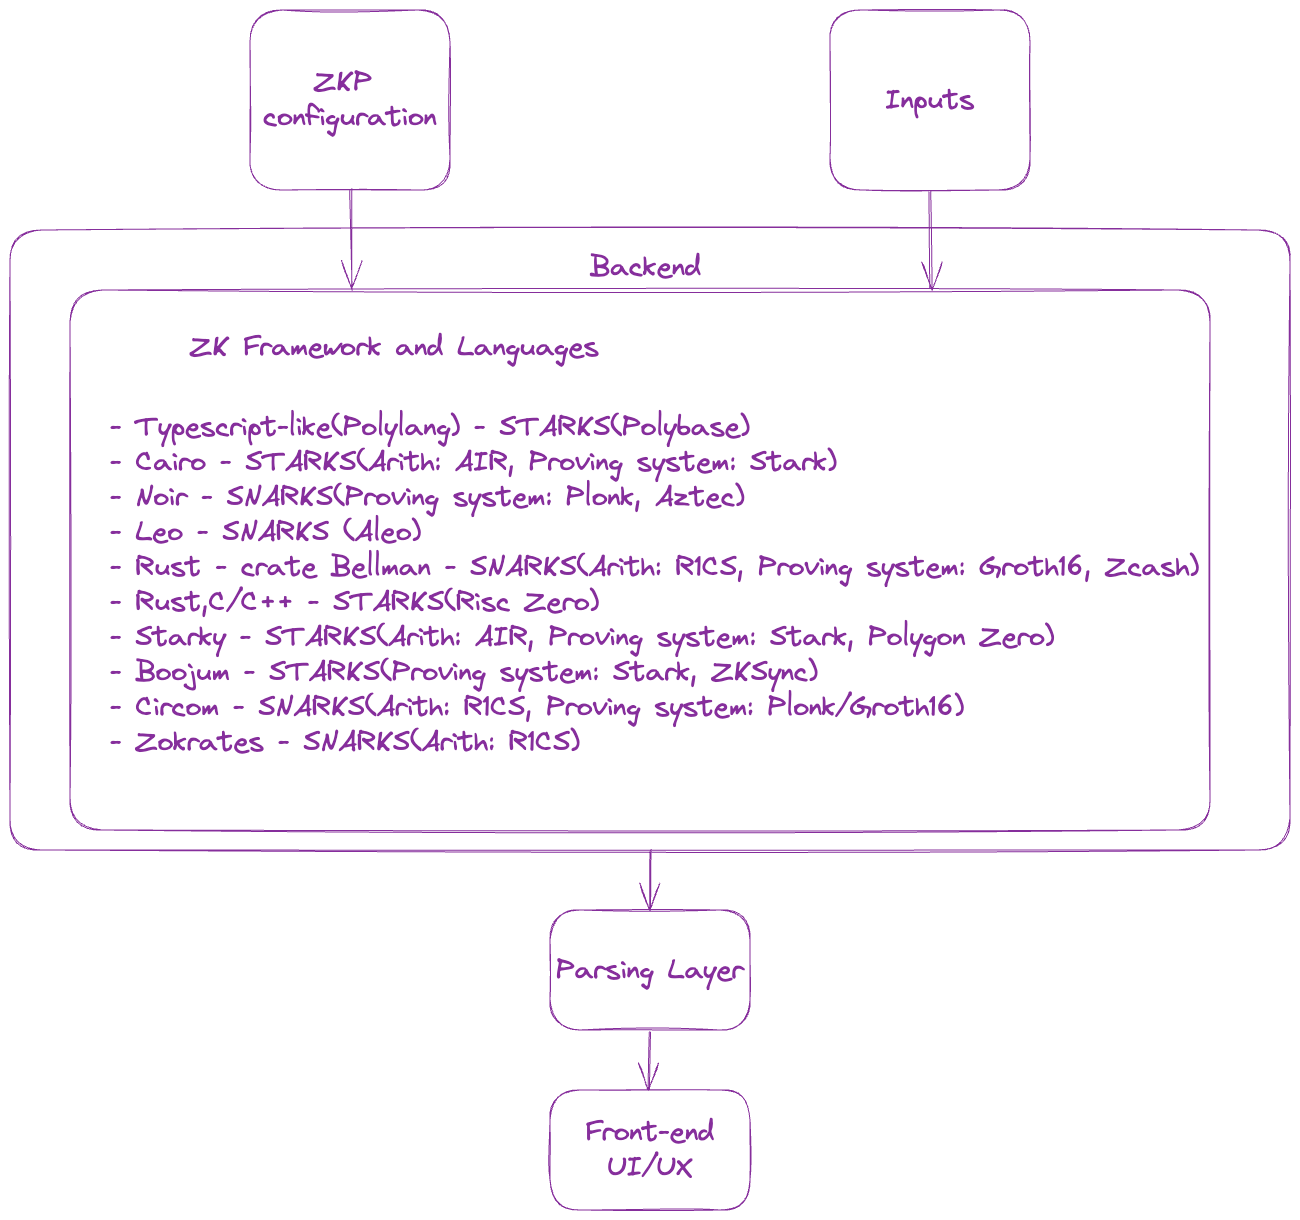 ZKP
configuration
Inputs
Backend
ZK Framework and Languages
- Typescript-like(Polylang) - STARKS(Polybase)
- Cairo - STARKS(Arith: AIR, Proving system: Stark)
- Noir - SNARKS(Proving system: Plonk, Aztec)
- Leo - SNARKS (Aleo)
- Rust - crate Bellman - SNARKS(Arith: R1CS, Proving system: Groth16, Zcash)
- Rust,C/C++ - STARKS(Risc Zero)
- Starky - STARKS(Arith: AIR, Proving system: Stark, Polygon Zero)
- Boojum - STARKS(Proving system: Stark, ZKSync)
- Circom - SNARKS(Arith: R1CS, Proving system: Plonk/Groth16)
- Zokrates - SNARKS(Arith: R1CS)
Parsing Layer
Front-end
UI/UX